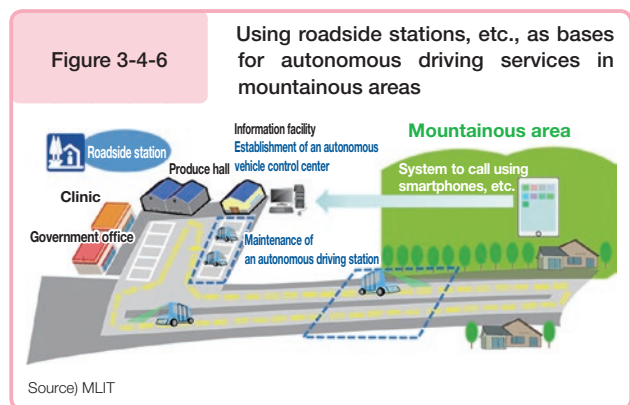 Figure 3-4-6
Using roadside stations, etc., as bases
for autonomous driving services in
mountainous areas
Roadside station
Information facility
Establishment of an autonomous
vehicle control center
Produce hall
Mountainous area
System to call using
smartphones, etc.
Clinic
Government office
Maintenance of
an autonomous driving station
Source) MLIT